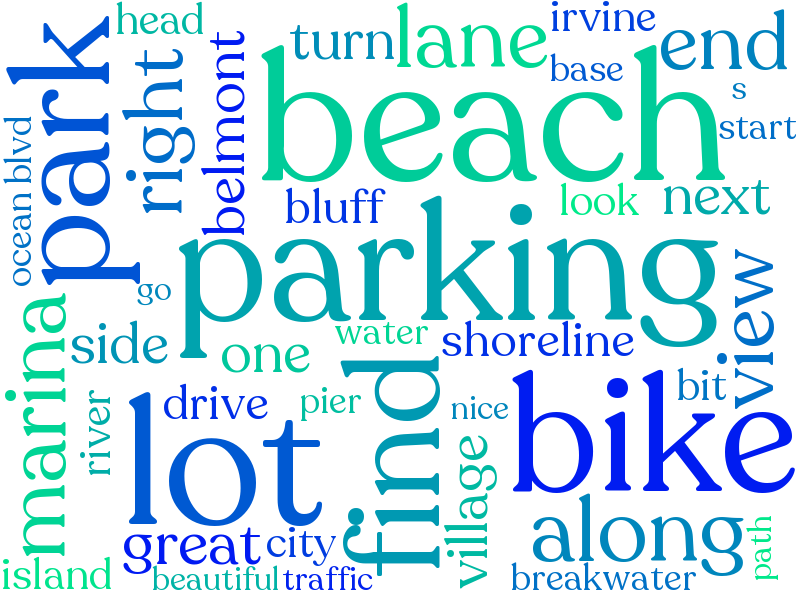 head
irvine
turn
lane
end
base
park
right
belmont
beach
s
start
ocean blvd
bluff
look
next
parking
go
view
marina
side
one
water
shoreline
find
bike
bit
river
drive
pier
nice
lot
village
along
path
great
city
island
beautiful
traffic
breakwater